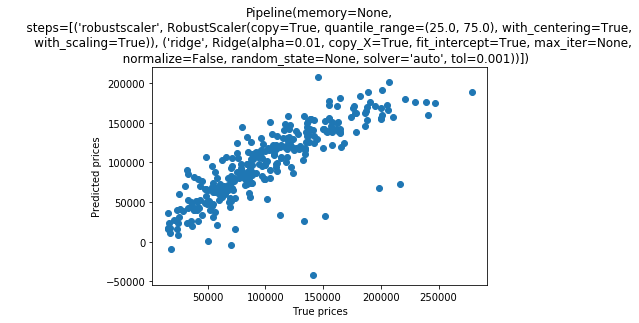 Pipeline(memory=None,
steps=[('robustscaler', RobustScaler(copy=True, quantile_range=(25.0, 75.0), with_centering=True,
with_scaling=True)), ('ridge', Ridge(alpha=0.01, copy_X=True, fit_intercept=True, max_iter=None,
normalize=False, random_state=None, solver='auto', tol=0.001))])
200000
150000
100000
50000
0
−50000
Predicted prices
50000 100000 150000 200000 250000
True prices